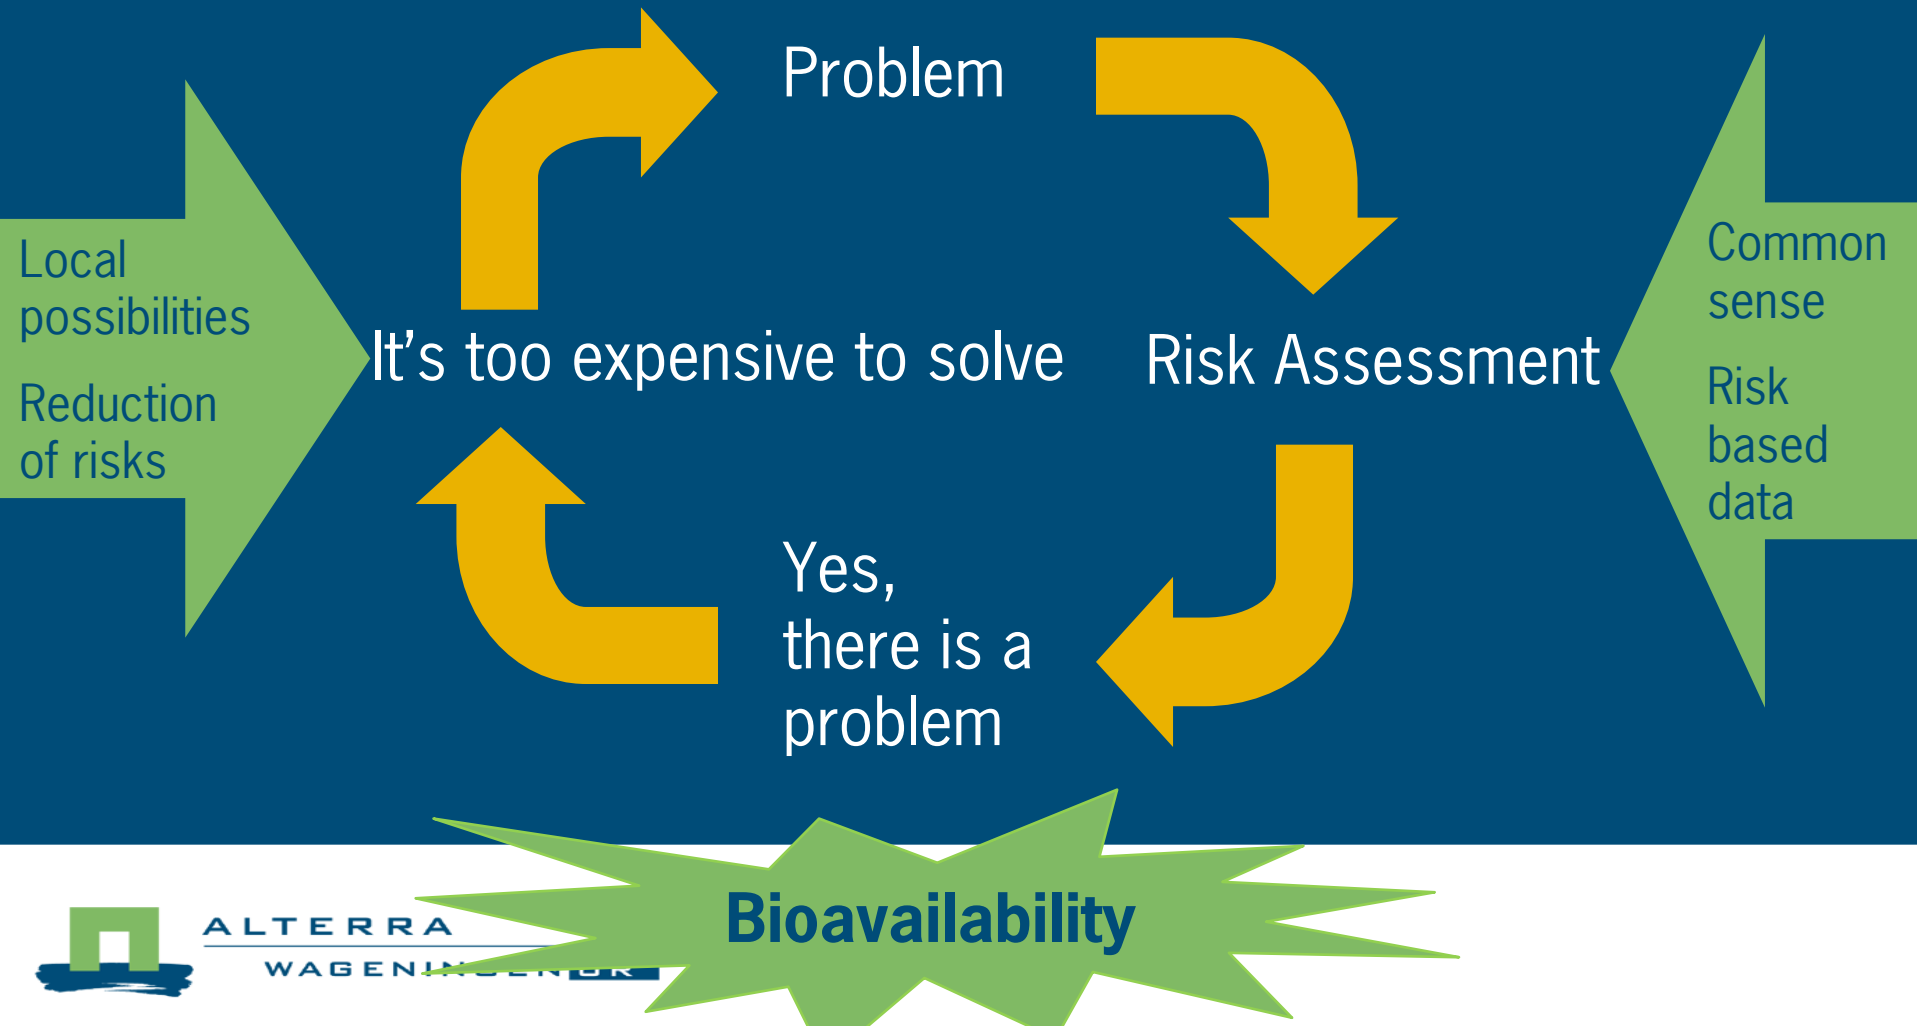 Problem
Local
possibilities
Reduction
of risks
It's too expensive to solve
Risk Assessment
Common
sense
Risk
based
data
Yes,
there is a
problem
Bioavailability
ALTERRA